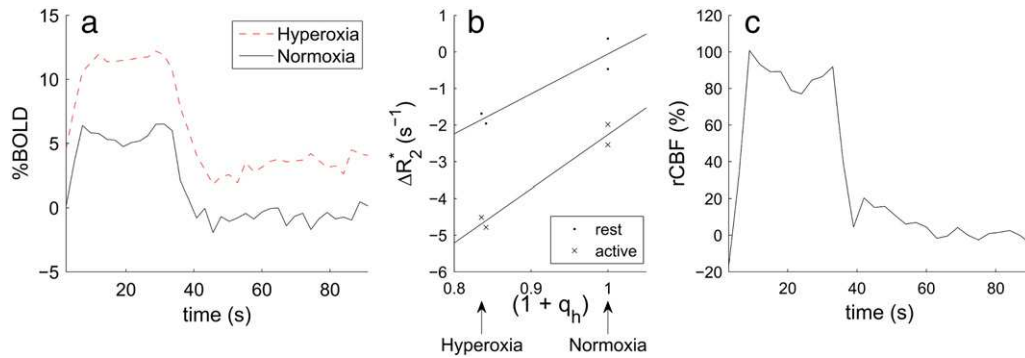 a
Hyperoxia
Normoxia
15
10
5
0
−5
%BOLD
20 40 60 80
time (s)
b
1
0
−1
−2
−3
−4
−5
−6
ΔR₂* (s⁻¹)
rest
active
0.8 0.9 1
(1 + qₕ)
Hyperoxia Normoxia
c
120
100
80
60
40
20
0
−20
rCBF (%)
20 40 60 80
time (s)